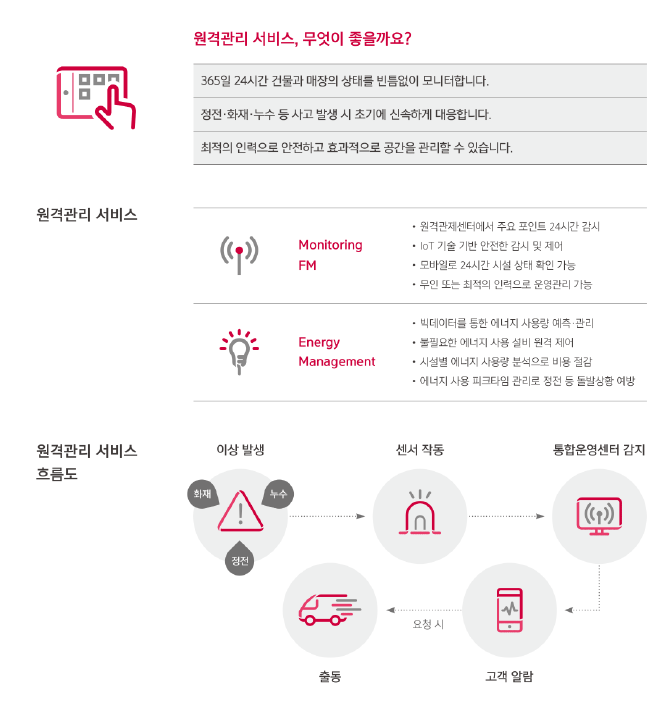 원격관리 서비스, 무엇이 좋을까요?
365일 24시간 건물과 매장의 상태를 빈틈없이 모니터합니다.
정전·화재·누수 등 사고 발생 시 초기에 신속하게 대응합니다.
최적의 인력으로 안전하고 효과적으로 공간을 관리할 수 있습니다.
원격관리 서비스
Monitoring
FM
• 원격관제센터에서 주요 포인트 24시간 감시
• IoT 기술 기반 안전한 감시 및 제어
• 모바일로 24시간 시설 상태 확인 가능
• 무인 또는 최적의 인력으로 운영관리 가능
Energy
Management
• 빅데이터를 통한 에너지 사용량 예측·관리
• 불필요한 에너지 사용 설비 원격 제어
• 시설별 에너지 사용량 분석으로 비용 절감
• 에너지 사용 피크타임 관리로 정전 등 돌발상황 예방
원격관리 서비스
흐름도
이상 발생
센서 작동
통합운영센터 감지
화재
누수
정전
요청 시
출동
고객 알람